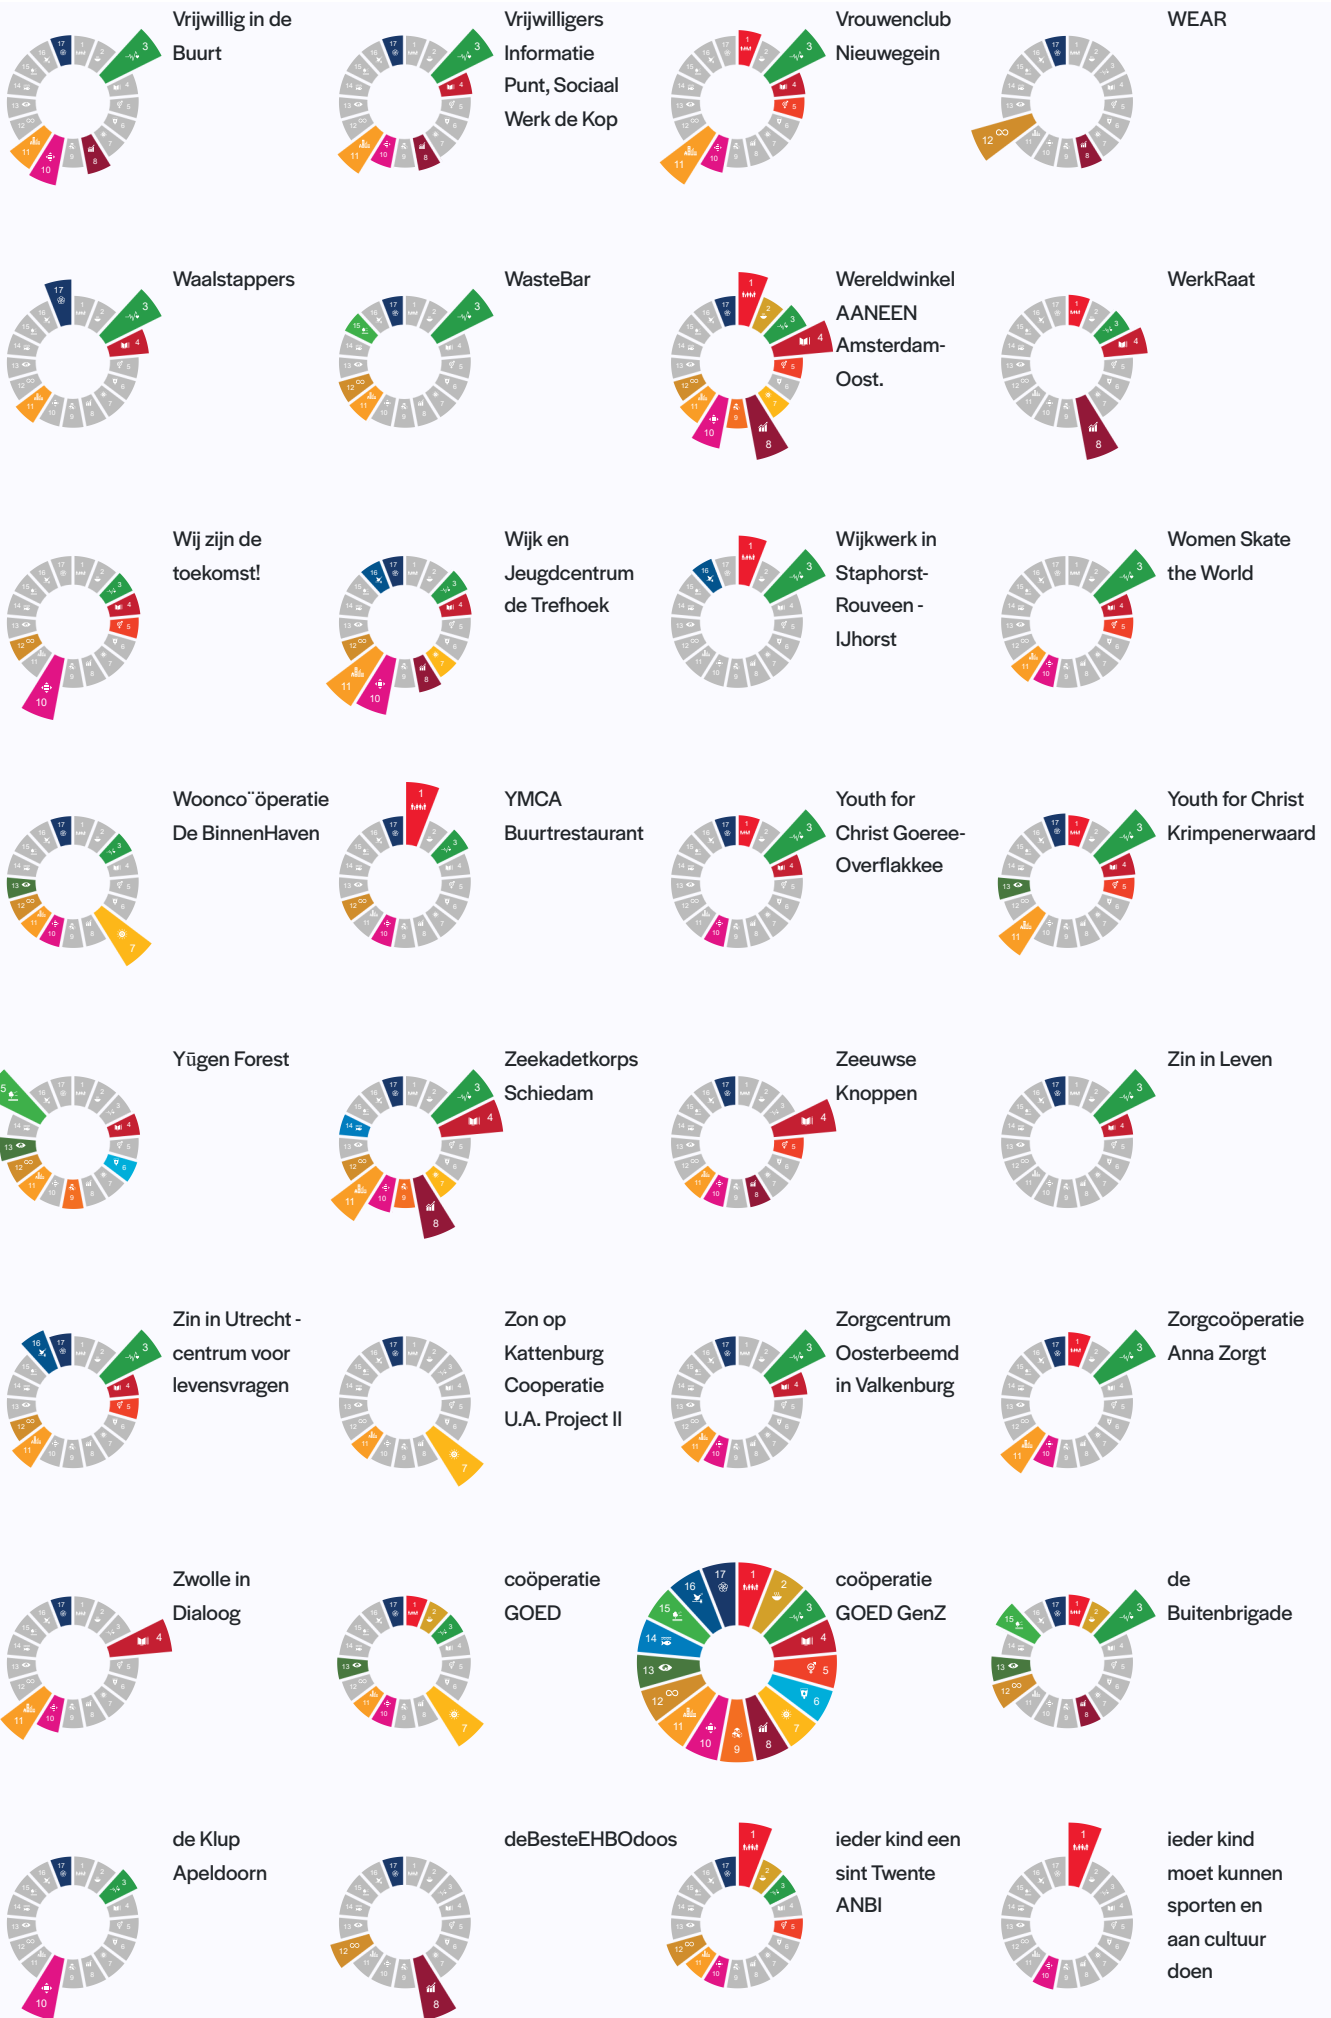 Vrijwillig in de
Buurt
Vrijwilligers
Informatie
Punt, Sociaal
Werk de Kop
Vrouwenclub
Nieuwegein
WEAR
Waalstappers
WasteBar
Wereldwinkel
AANEEN
Amsterdam-
Oost.
WerkRaat
Wij zijn de
toekomst!
Wijk en
Jeugdcentrum
de Trefhoek
Wijkwerk in
Staphorst-
Rouveen -
IJhorst
Women Skate
the World
Woonco¨öperatie
De BinnenHaven
YMCA
Buurtrestaurant
Youth for
Christ Goeree-
Overflakkee
Youth for Christ
Krimpenerwaard
Yūgen Forest
Zeekadetkorps
Schiedam
Zeeuwse
Knoppen
Zin in Leven
Zin in Utrecht -
centrum voor
levensvragen
Zon op
Kattenburg
Cooperatie
U.A. Project II
Zorgcentrum
Oosterbeemd
in Valkenburg
Zorgcoöperatie
Anna Zorgt
Zwolle in
Dialoog
coöperatie
GOED
coöperatie
GOED GenZ
de
Buitenbrigade
de Klup
Apeldoorn
deBesteEHBOdoos
ieder kind een
sint Twente
ANBI
ieder kind
moet kunnen
sporten en
aan cultuur
doen